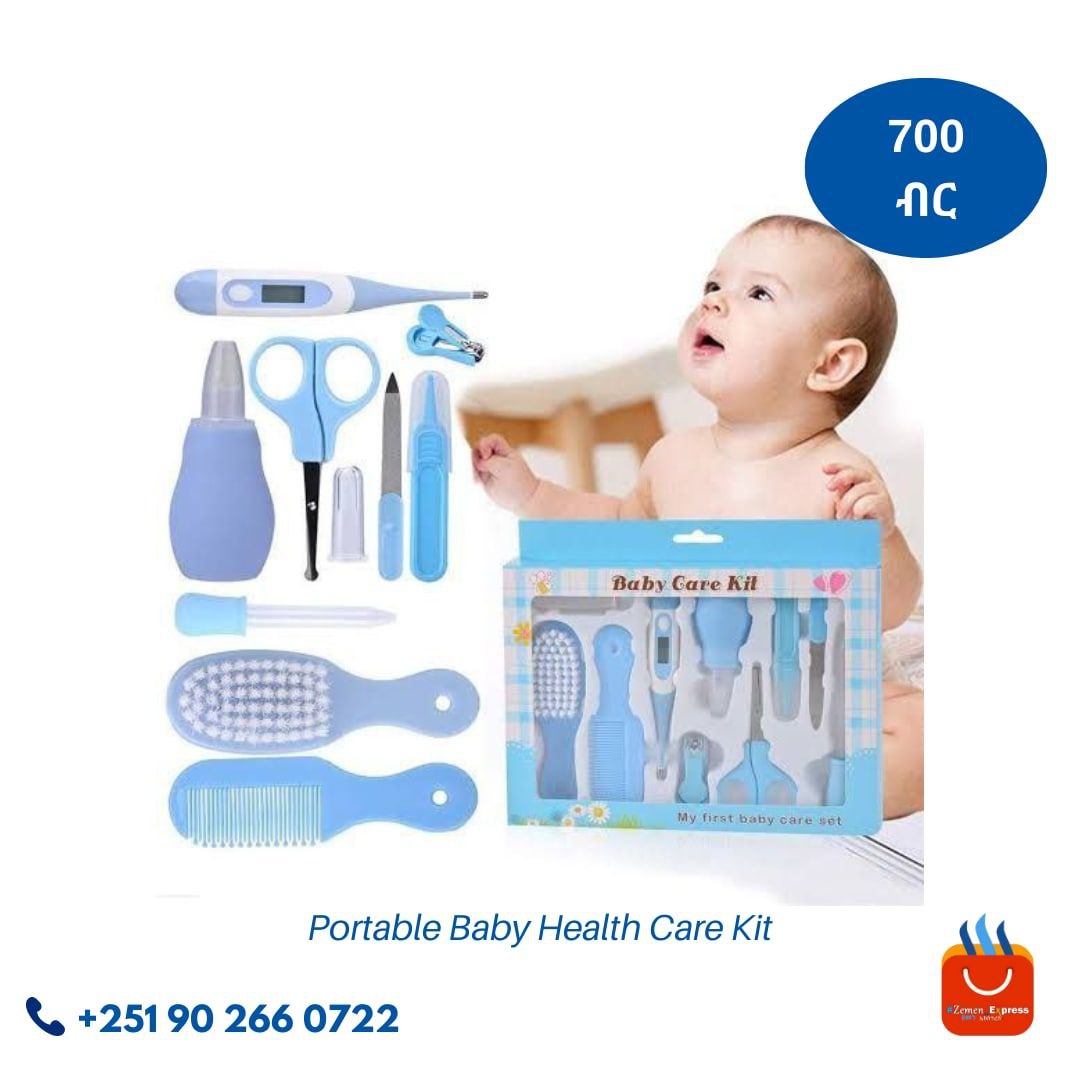 700
ብር
Baby Care Kit
My first baby care set
Portable Baby Health Care Kit
+251 90 266 0722
#Zemen Express